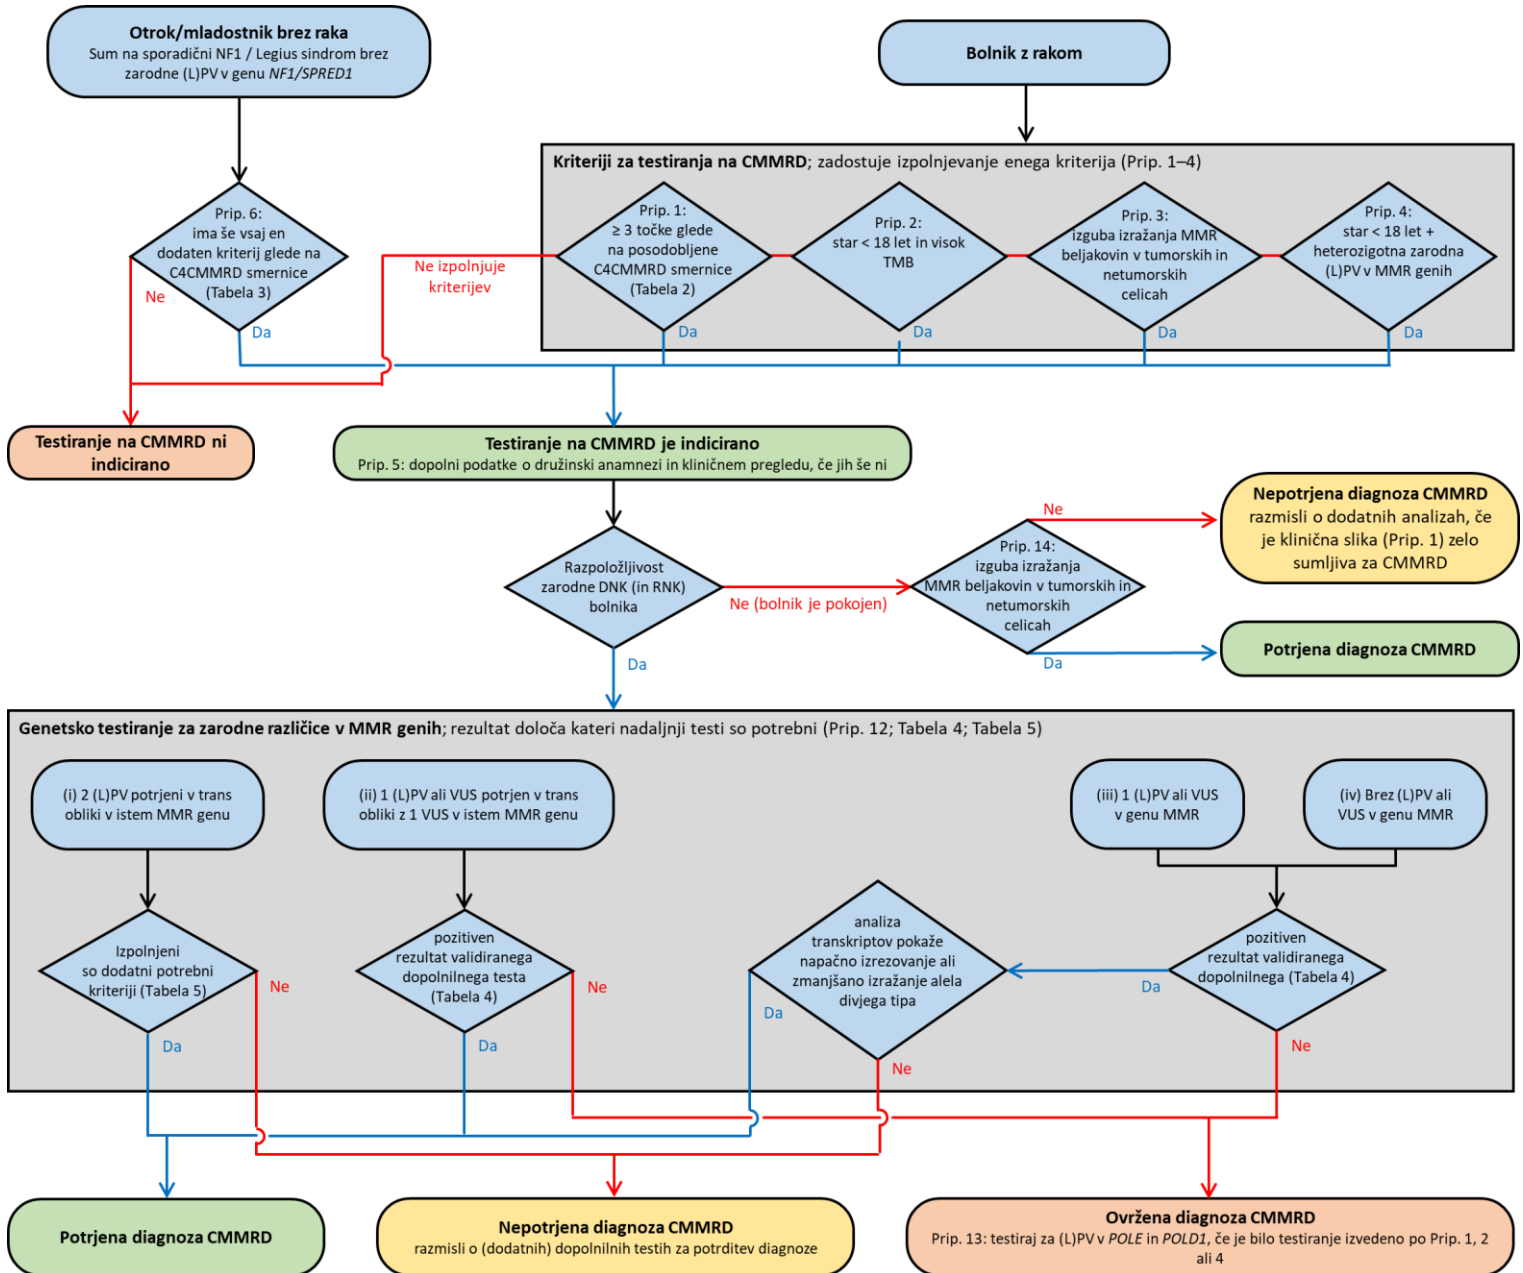 Otrok/mladostnik brez raka
Sum na sporadični NF1 / Legius sindrom brez
zarodne (L)PV v genu NF1/SPRED1
Bolnik z rakom
Kriteriji za testiranja na CMMRD; zadostuje izpolnjevanje enega kriterija (Prip. 1–4)
Prip. 6:
ima še vsaj en
dodaten kriterij glede na
C4CMMRD smernice
(Tabela 3)
Ne
Da
Ne izpolnjuje
kriterijev
Prip. 1:
≥ 3 točke glede
na posodobljene
C4CMMRD smernice
(Tabela 2)
Da
Prip. 2:
star < 18 let in visok
TMB
Da
Prip. 3:
izguba izražanja MMR
beljakovin v tumorskih in
netumorskih
celicah
Da
Prip. 4:
star < 18 let +
heterozigotna zarodna
(L)PV v MMR genih
Da
Testiranje na CMMRD ni
indicirano
Testiranje na CMMRD je indicirano
Prip. 5: dopolni podatke o družinski anamnezi in kliničnem pregledu, če jih še ni
Razpoložljivost
zarodne DNK (in RNK)
bolnika
Ne (bolnik je pokojen)
Da
Prip. 14:
izguba izražanja
MMR beljakovin v tumorskih in
netumorskih
celicah
Ne
Da
Nepotrjena diagnoza CMMRD
razmisli o dodatnih analizah, če
je klinična slika (Prip. 1) zelo
sumljiva za CMMRD
Potrjena diagnoza CMMRD
Genetsko testiranje za zarodne različice v MMR genih; rezultat določa kateri nadaljnji testi so potrebni (Prip. 12; Tabela 4; Tabela 5)
(i) 2 (L)PV potrjeni v trans
obliki v istem MMR genu
(ii) 1 (L)PV ali VUS potrjen v trans
obliki z 1 VUS v istem MMR genu
(iii) 1 (L)PV ali VUS
v genu MMR
(iv) Brez (L)PV ali
VUS v genu MMR
Izpolnjeni
so dodatni potrebni
kriteriji (Tabela 5)
Ne
Da
pozitiven
rezultat validiranega
dopolnilnega testa
(Tabela 4)
Ne
Da
analiza
transkriptov pokaže
napačno izrezovanje ali
zmanjšano izražanje alela
divjega tipa
Da
Ne
pozitiven
rezultat validiranega
dopolnilnega (Tabela 4)
Da
Ne
Potrjena diagnoza CMMRD
Nepotrjena diagnoza CMMRD
razmisli o (dodatnih) dopolnilnih testih za potrditev diagnoze
Ovržena diagnoza CMMRD
Prip. 13: testiraj za (L)PV v POLE in POLD1, če je bilo testiranje izvedeno po Prip. 1, 2
ali 4